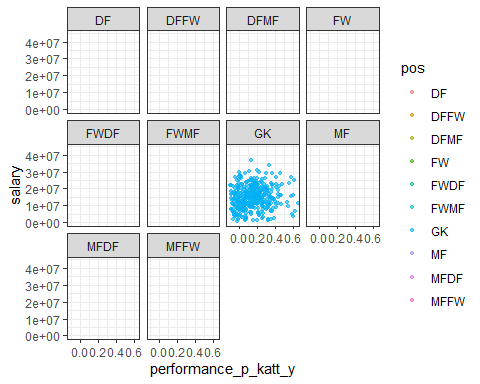 DF DFFW DFMF FW
4e+07
3e+07
2e+07
1e+07
0e+00
FWDF FWMF GK MF
4e+07
3e+07
2e+07
1e+07
0e+00
0.00.20.40.6 0.00.20.40.6
MFDF MFFW
4e+07
3e+07
2e+07
1e+07
0e+00
0.00.20.40.6 0.00.20.40.6
performance_p_katt_y
salary
pos
DF
DFFW
DFMF
FW
FWDF
FWMF
GK
MF
MFDF
MFFW